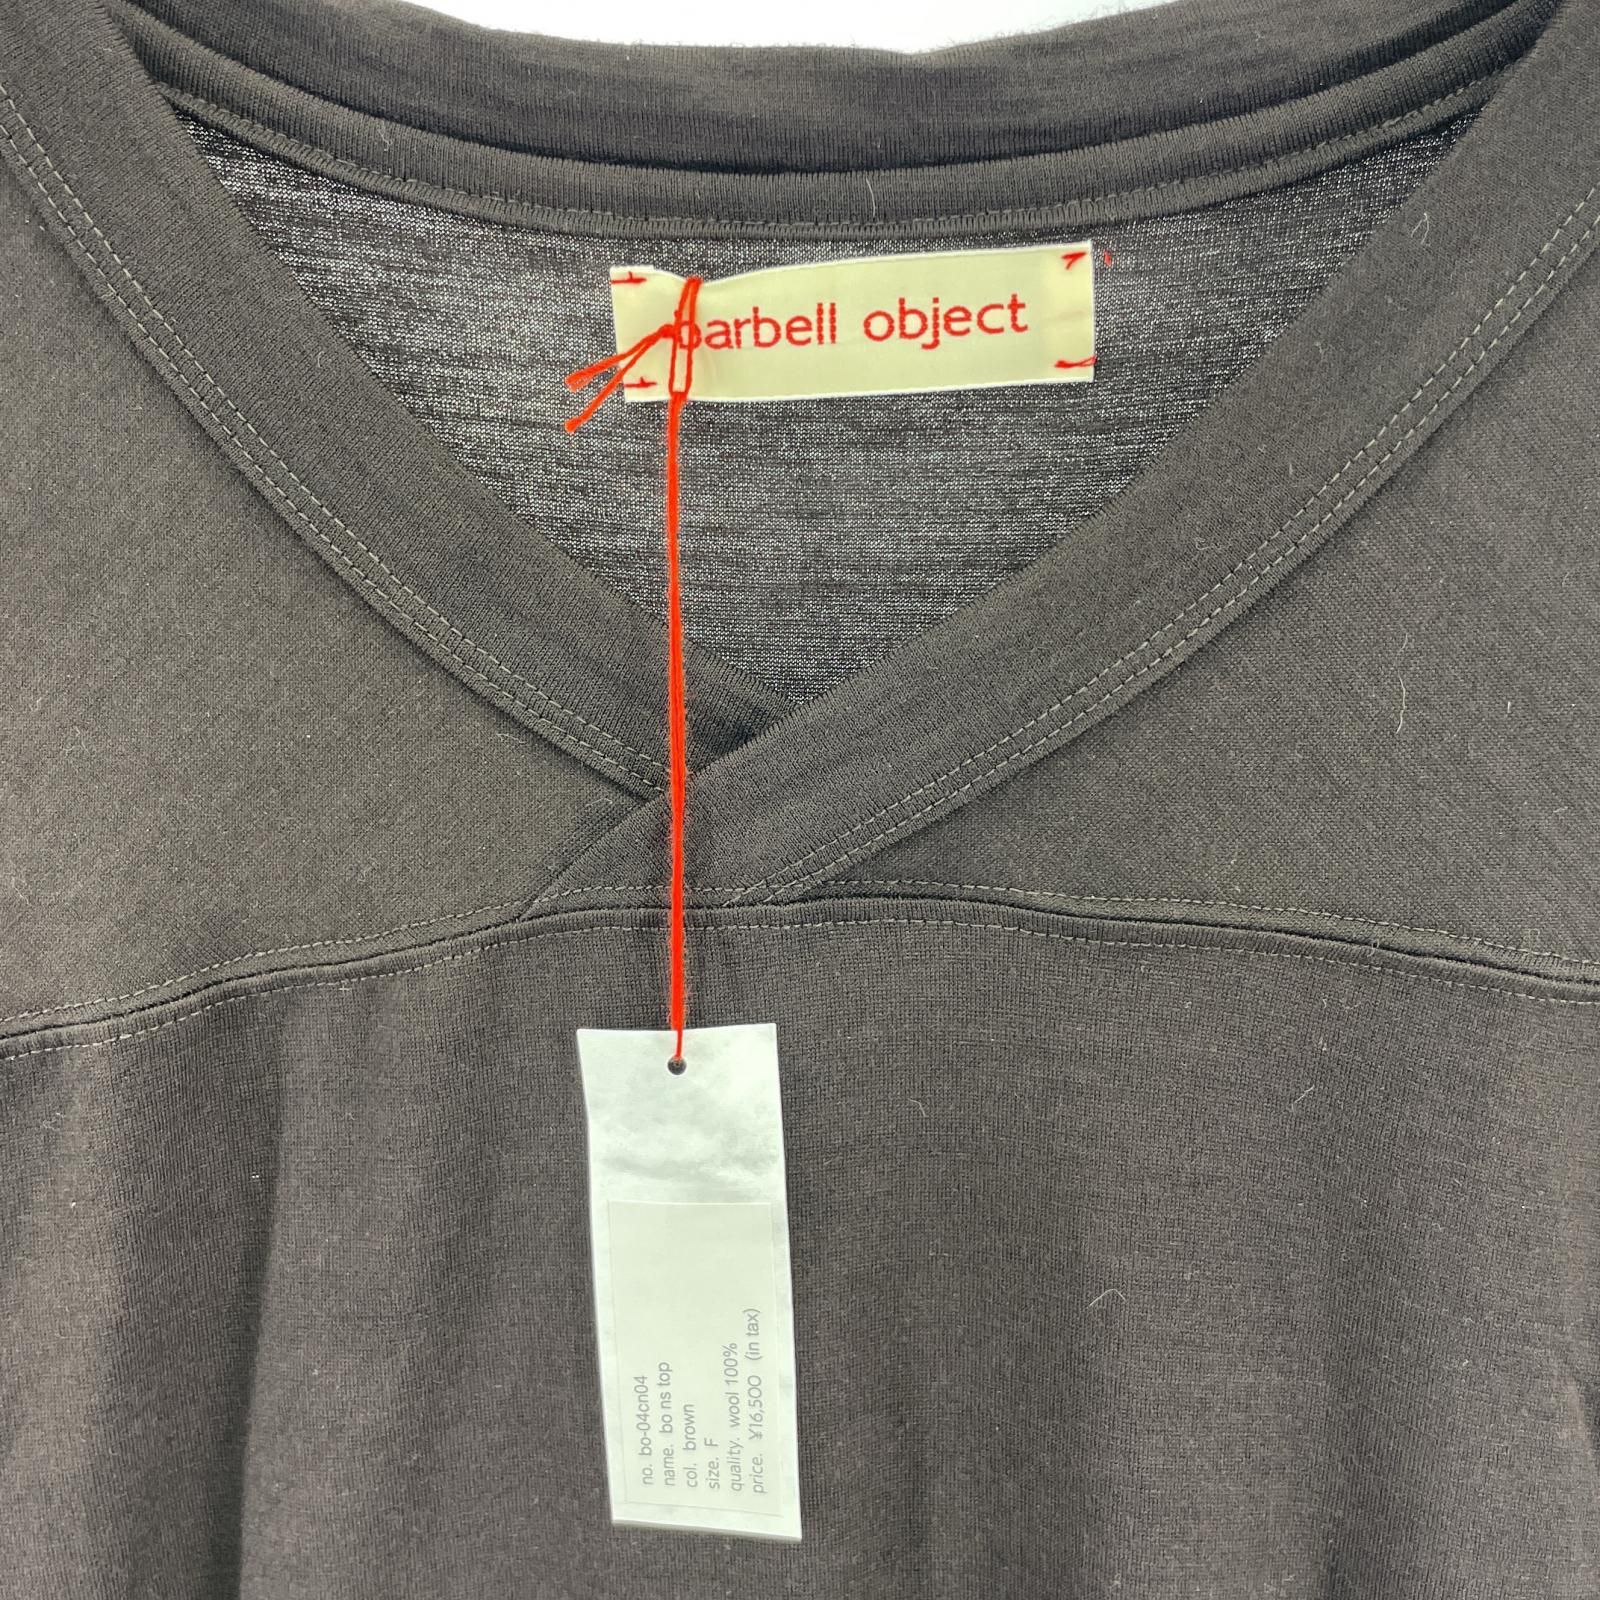 barbell object
no. bo-04cn04
name. bo ns top
col. brown
size. F
quality. wool 100%
price. ¥16,500 (in tax)